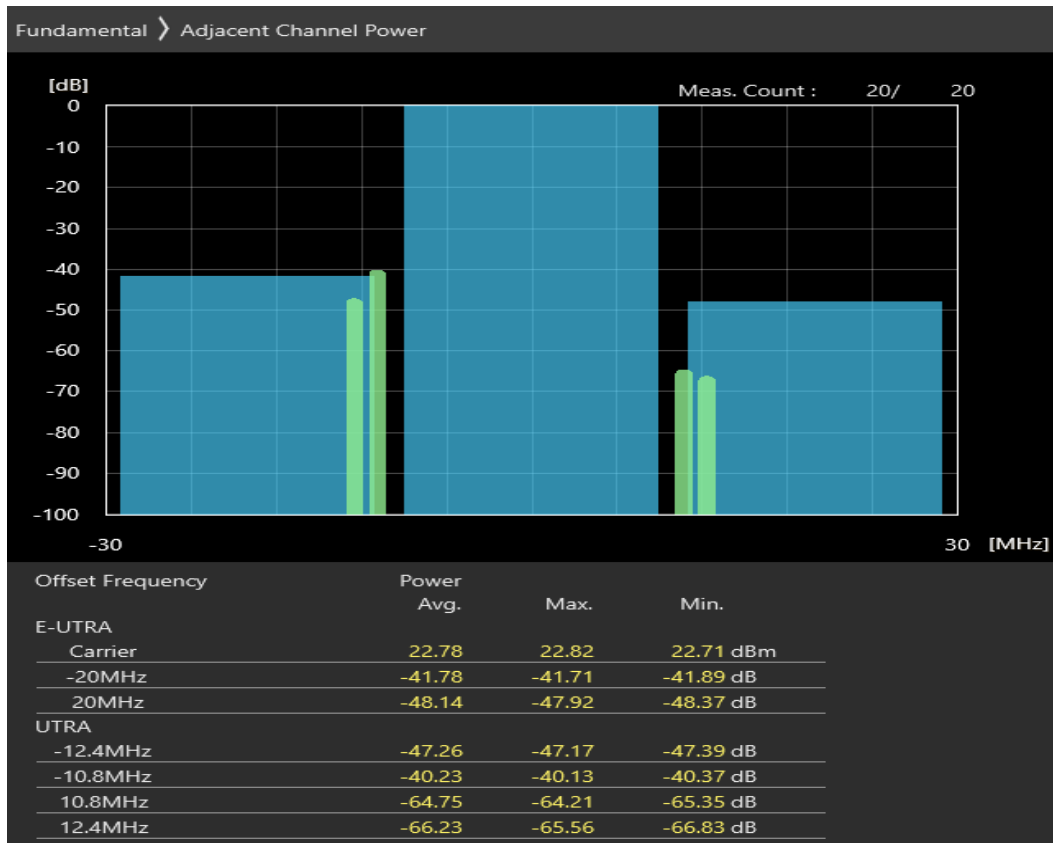 Fundamental 〉 Adjacent Channel Power
[dB]
Meas. Count : 20/ 20
0
-10
-20
-30
-40
-50
-60
-70
-80
-90
-100
-30 30 [MHz]
Offset Frequency Power
Avg. Max. Min.
E-UTRA
Carrier 22.78 22.82 22.71 dBm
-20MHz -41.78 -41.71 -41.89 dB
20MHz -48.14 -47.92 -48.37 dB
UTRA
-12.4MHz -47.26 -47.17 -47.39 dB
-10.8MHz -40.23 -40.13 -40.37 dB
10.8MHz -64.75 -64.21 -65.35 dB
12.4MHz -66.23 -65.56 -66.83 dB